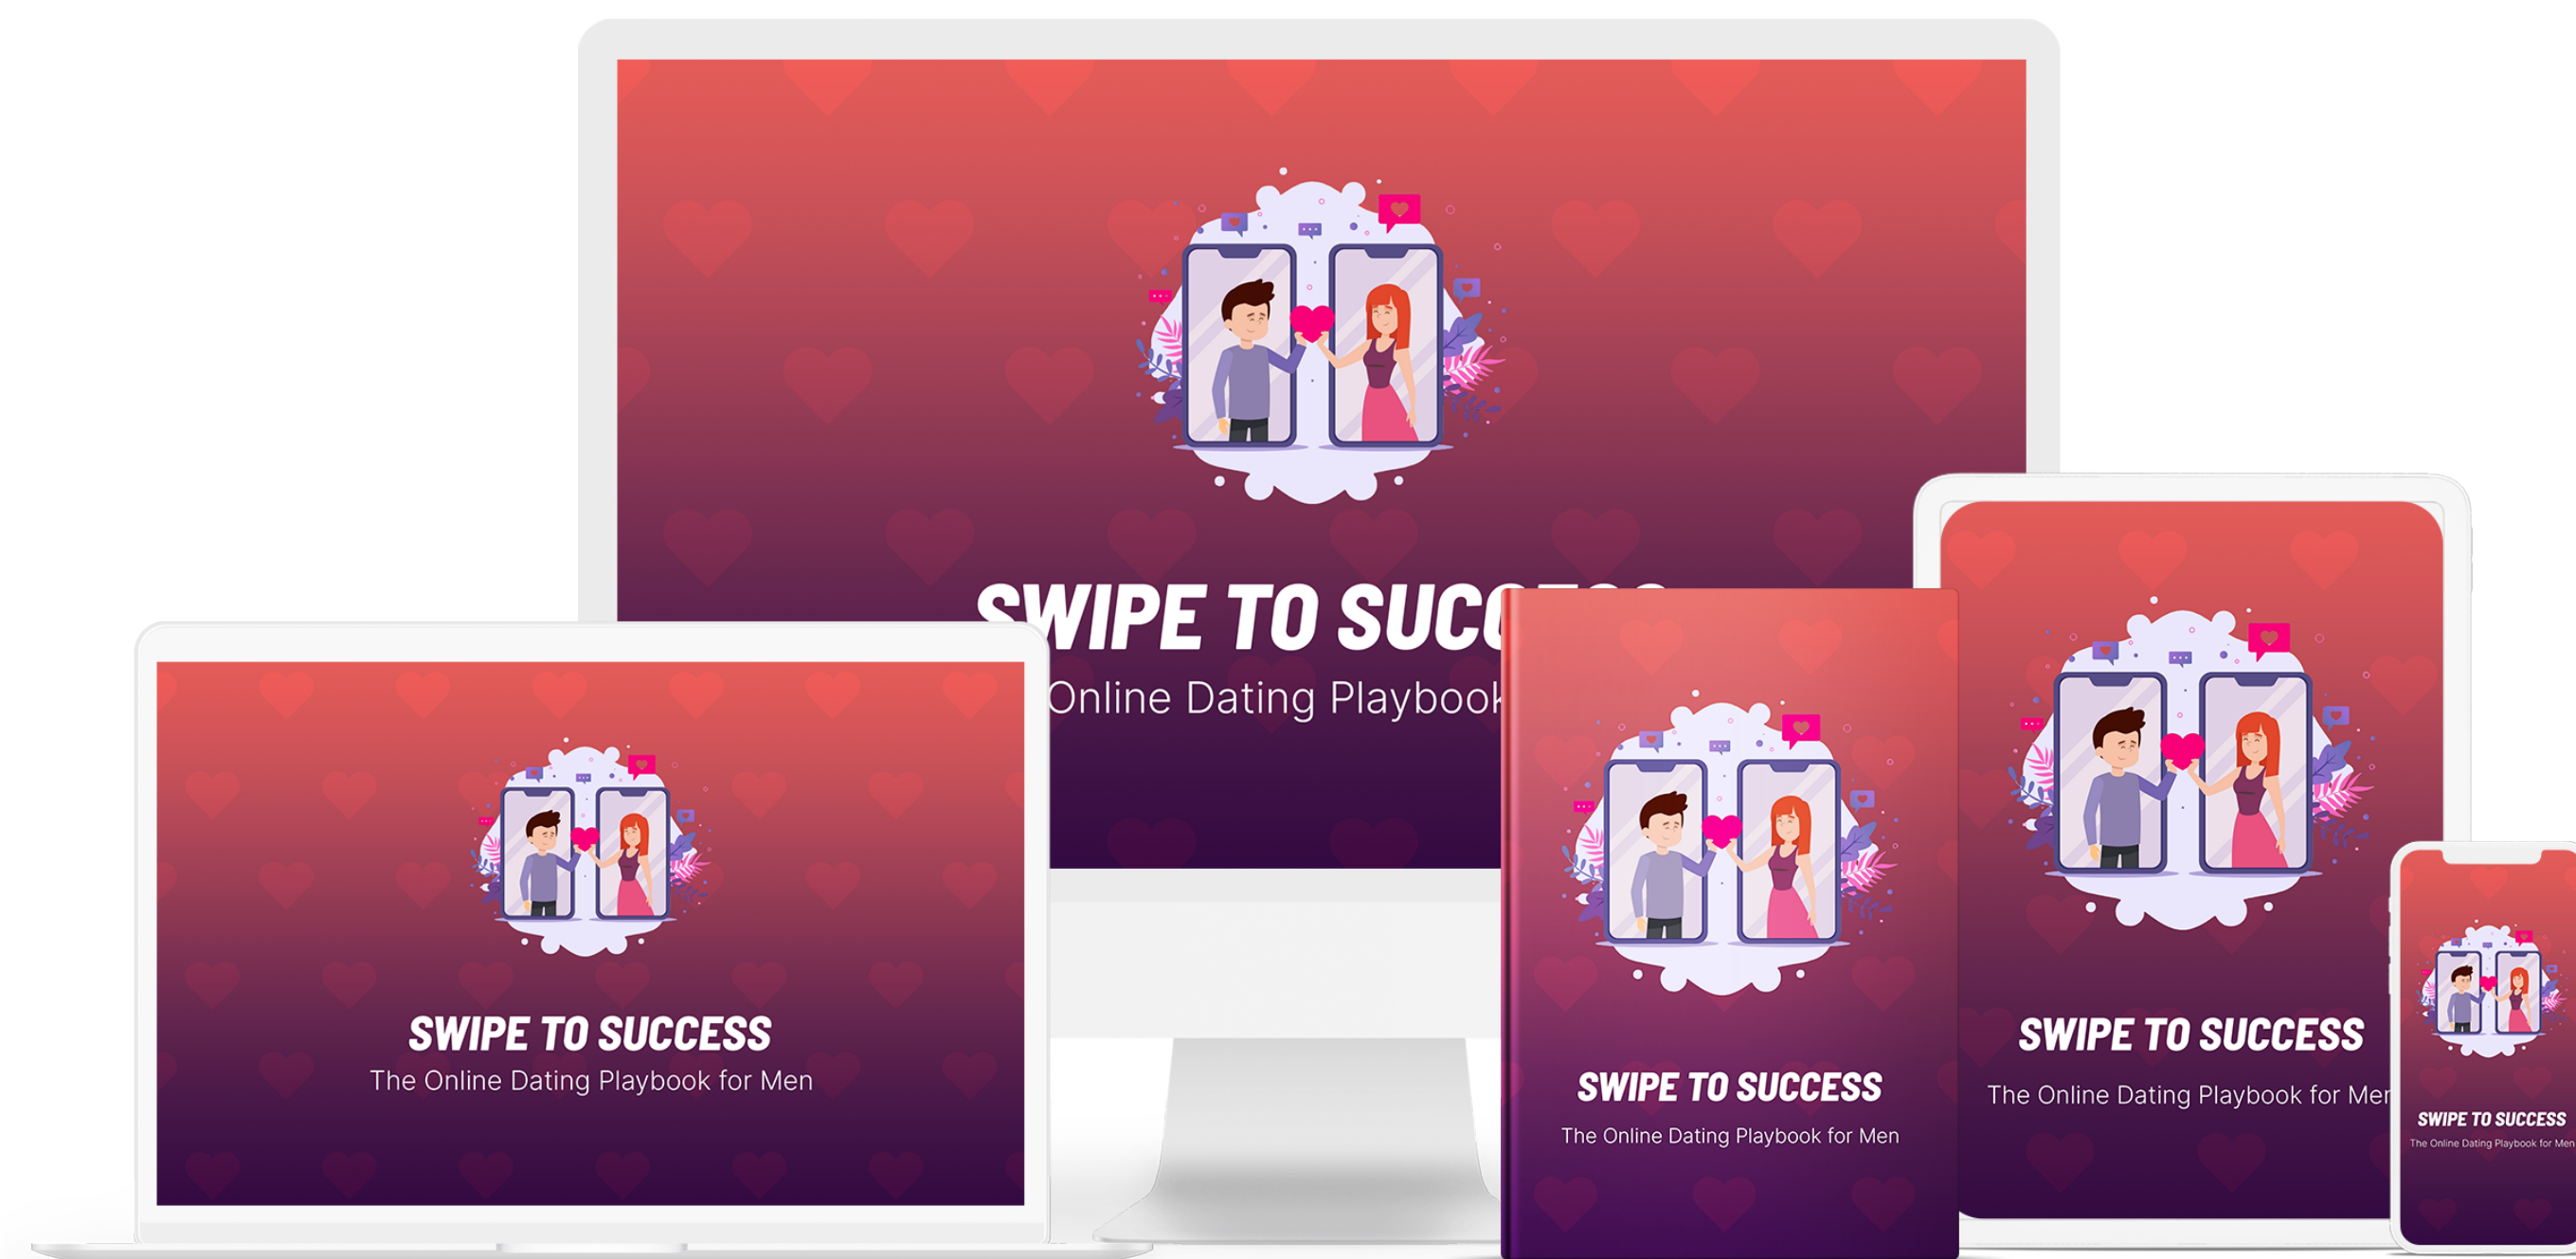 SWIPE TO SUCC
Online Dating Playbook
SWIPE TO SUCCESS
The Online Dating Playbook for Men
SWIPE TO SUCCESS
The Online Dating Playbook for Men
SWIPE TO SUCCESS
The Online Dating Playbook for Men
SWIPE TO SUCCESS
The Online Dating Playbook for Men